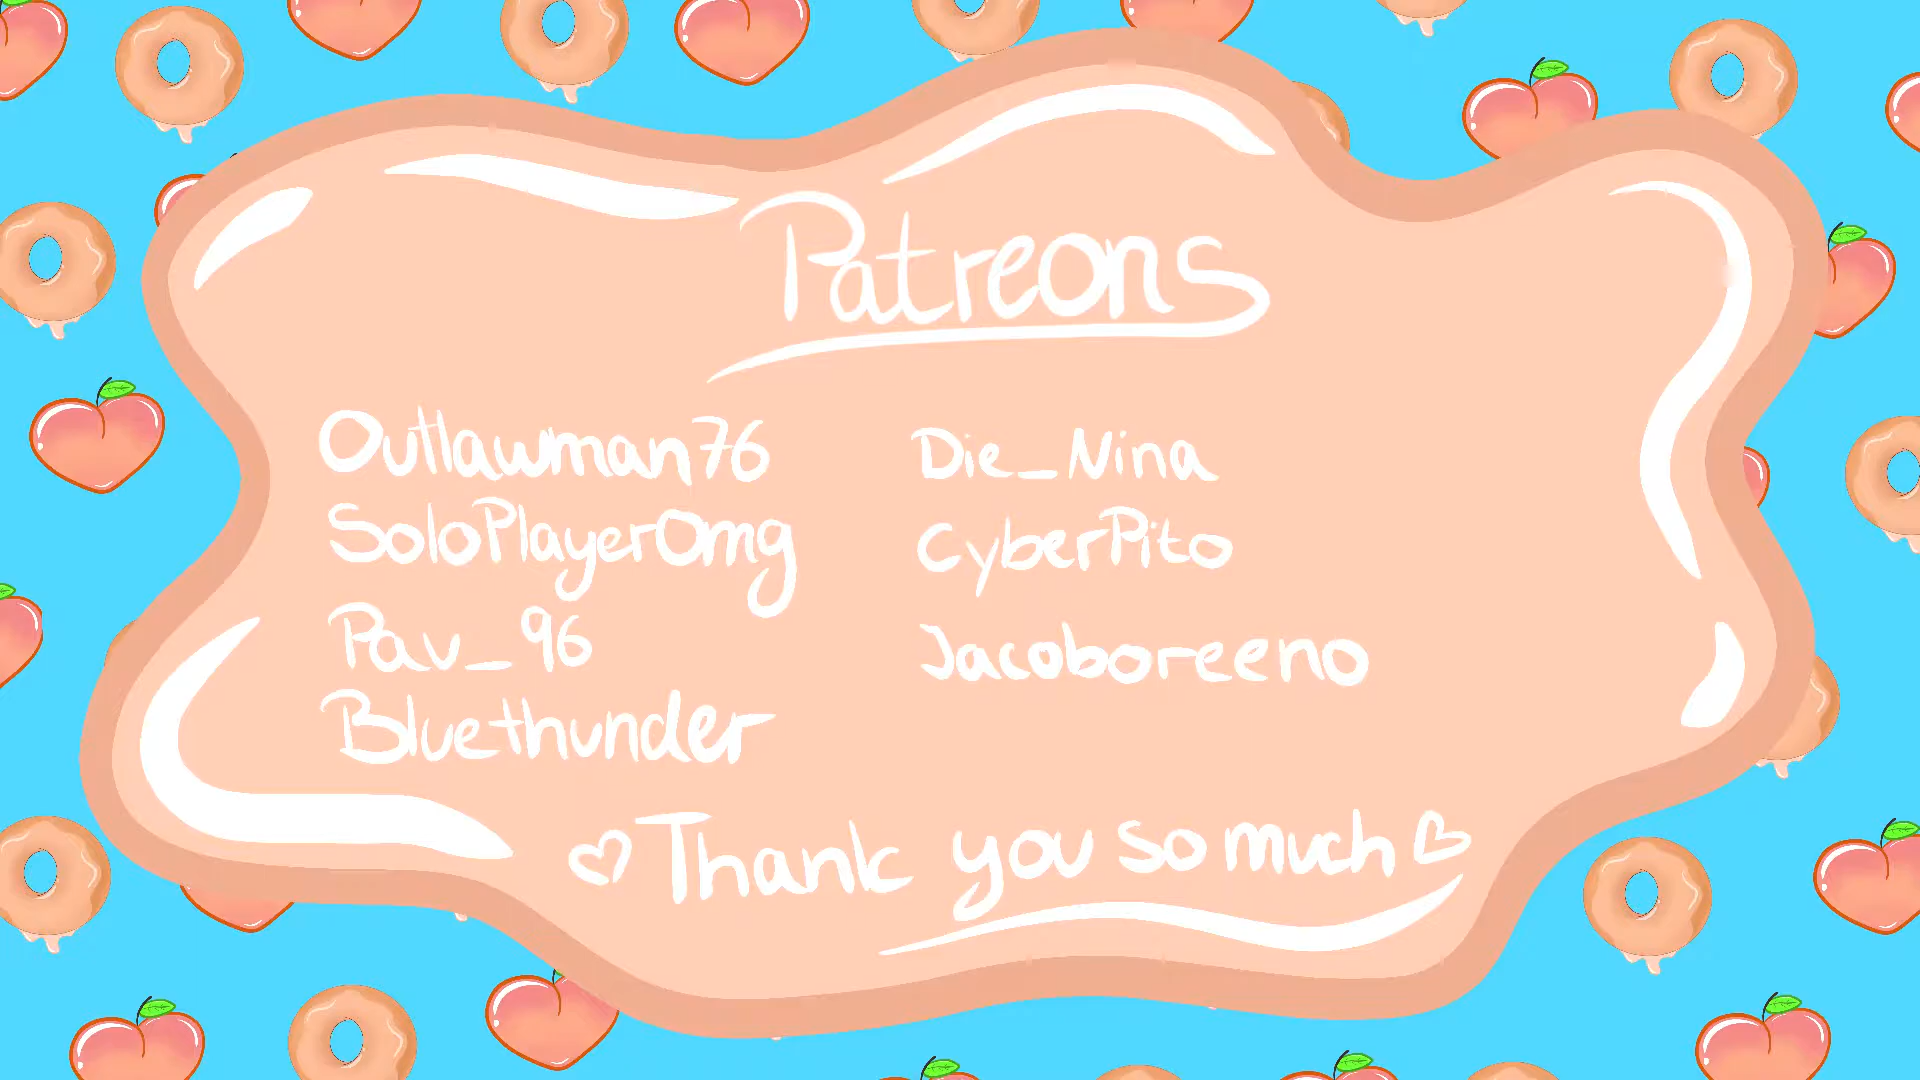 Patreons
Outlawman76
SoloPlayerOmg
Pav_96
Bluethunder
Die_Nina
CyberPito
Jacoboreeno
♡ Thank you so much ♡